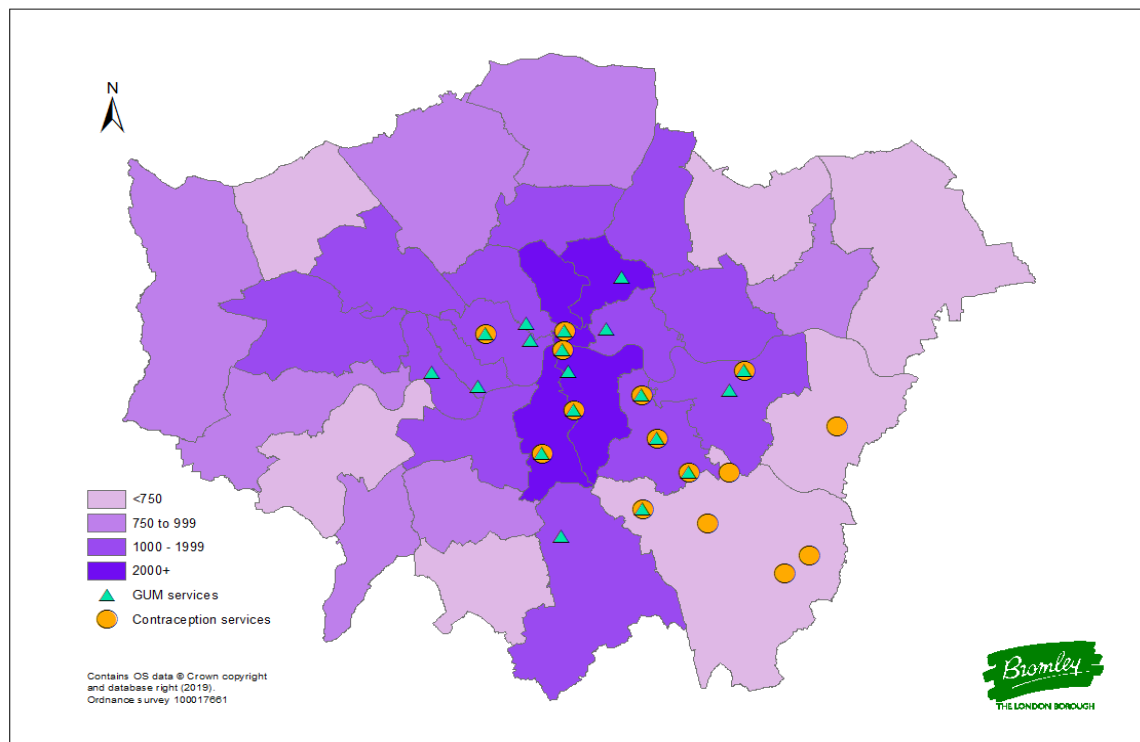 N
<750
750 to 999
1000 - 1999
2000+
GUM services
Contraception services
Contains OS data © Crown copyright
and database right (2019).
Ordnance survey 100017661
Bromley
THE LONDON BOROUGH